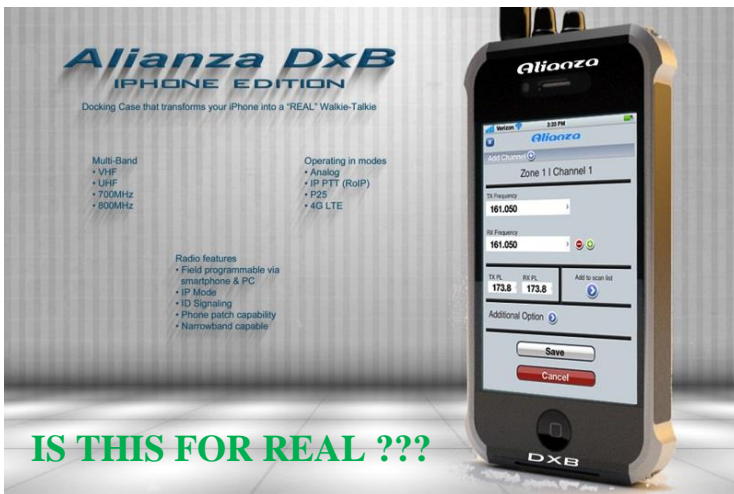 Alianza DxB
IPHONE EDITION
Docking Case that transforms your iPhone into a "REAL" Walkie-Talkie
Multi-Band
• VHF
• UHF
• 700MHz
• 800MHz
Operating in modes
• Analog
• IP PTT (RoIP)
• P25
• 4G LTE
Radio features
• Field programmable via
smartphone & PC
• IP Mode
• ID Signaling
• Phone patch capability
• Narrowband capable
Alianza
Verizon 3:33 PM
Alianza
Add Channel
Zone 1 I Channel 1
TX Frequency
161.050
RX Frequency
161.050
TX PL RX PL Add to scan list
173.8 173.8
Additional Option
Save
Cancel
DXB
IS THIS FOR REAL ???